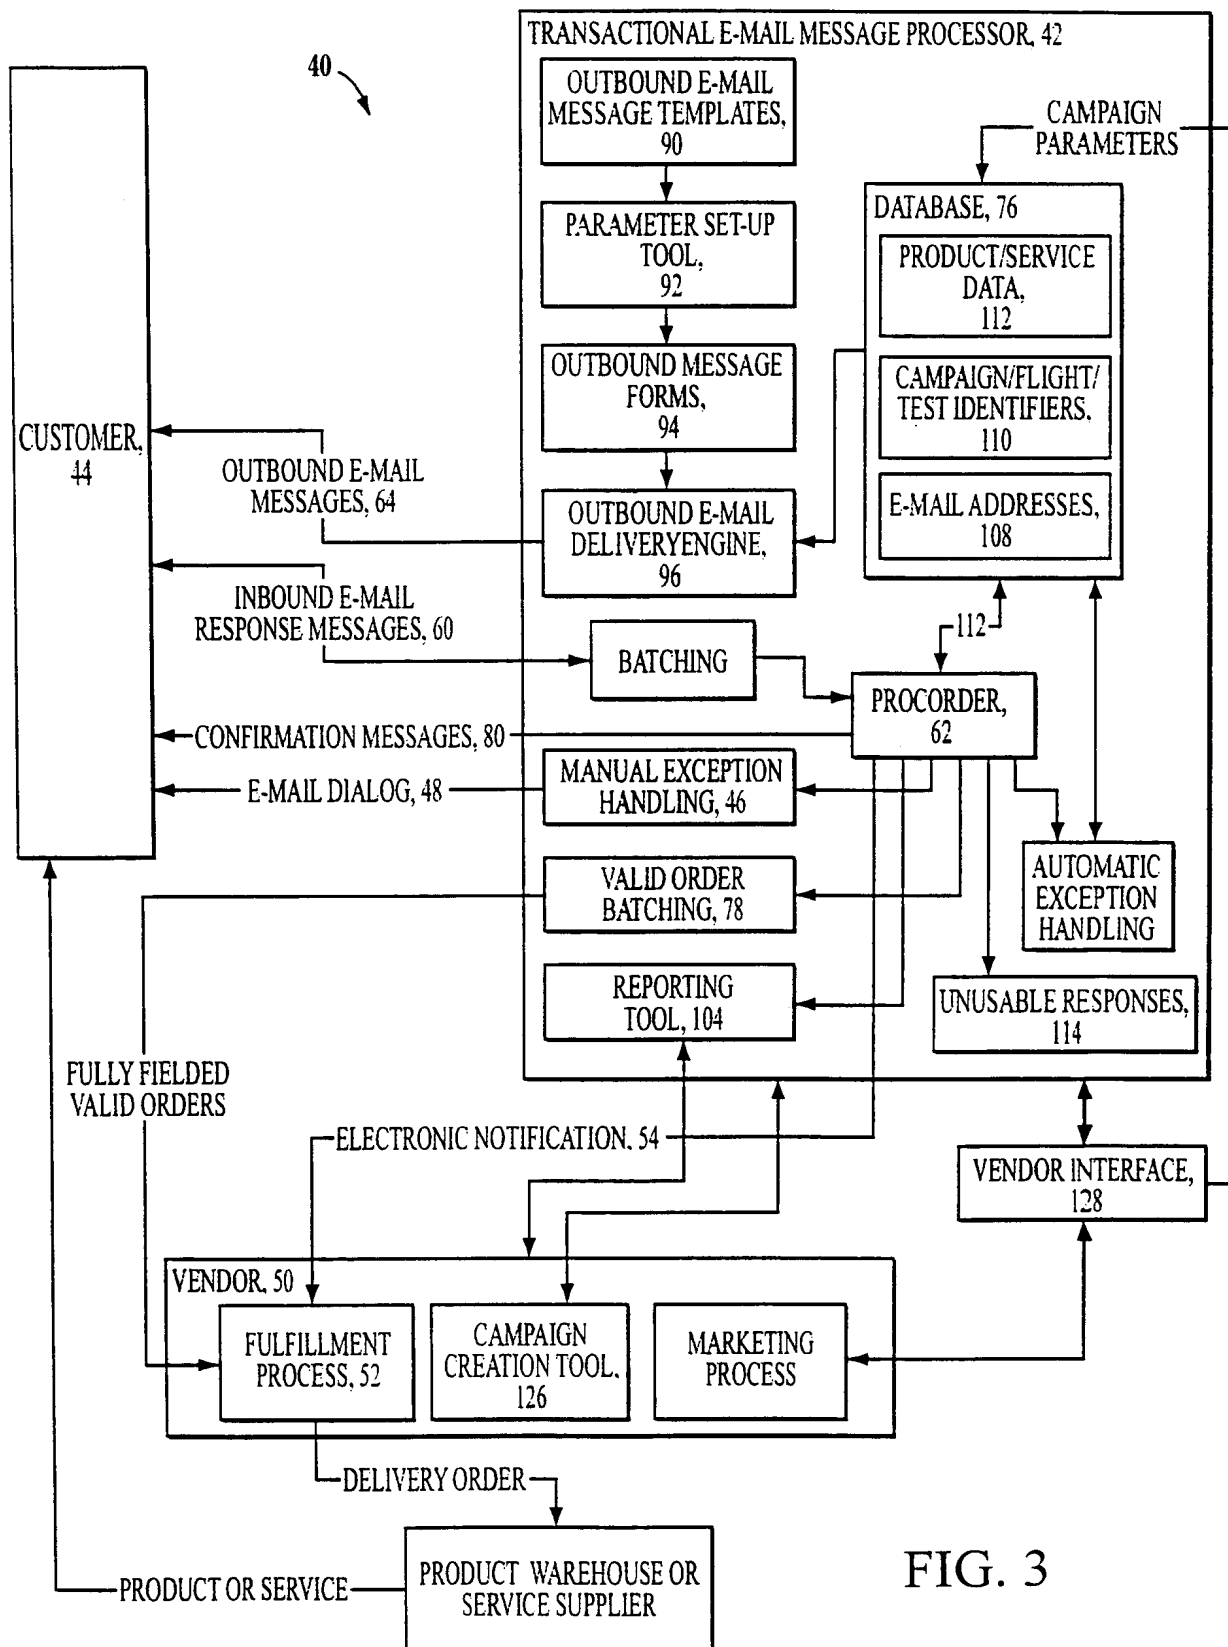 TRANSACTIONAL E-MAIL MESSAGE PROCESSOR, 42
40
OUTBOUND E-MAIL
MESSAGE TEMPLATES,
90
CAMPAIGN
PARAMETERS
DATABASE, 76
PARAMETER SET-UP
TOOL,
92
PRODUCT/SERVICE
DATA,
112
OUTBOUND MESSAGE
FORMS,
94
CAMPAIGN/FLIGHT/
TEST IDENTIFIERS,
110
CUSTOMER,
44
OUTBOUND E-MAIL
MESSAGES, 64
OUTBOUND E-MAIL
DELIVERYENGINE,
96
E-MAIL ADDRESSES,
108
INBOUND E-MAIL
RESPONSE MESSAGES, 60
BATCHING
112
PROCORDER,
62
CONFIRMATION MESSAGES, 80
E-MAIL DIALOG, 48
MANUAL EXCEPTION
HANDLING, 46
VALID ORDER
BATCHING, 78
AUTOMATIC
EXCEPTION
HANDLING
REPORTING
TOOL, 104
UNUSABLE RESPONSES,
114
FULLY FIELDED
VALID ORDERS
ELECTRONIC NOTIFICATION, 54
VENDOR INTERFACE,
128
VENDOR, 50
FULFILLMENT
PROCESS, 52
CAMPAIGN
CREATION TOOL,
126
MARKETING
PROCESS
DELIVERY ORDER
PRODUCT OR SERVICE
PRODUCT WAREHOUSE OR
SERVICE SUPPLIER
FIG. 3